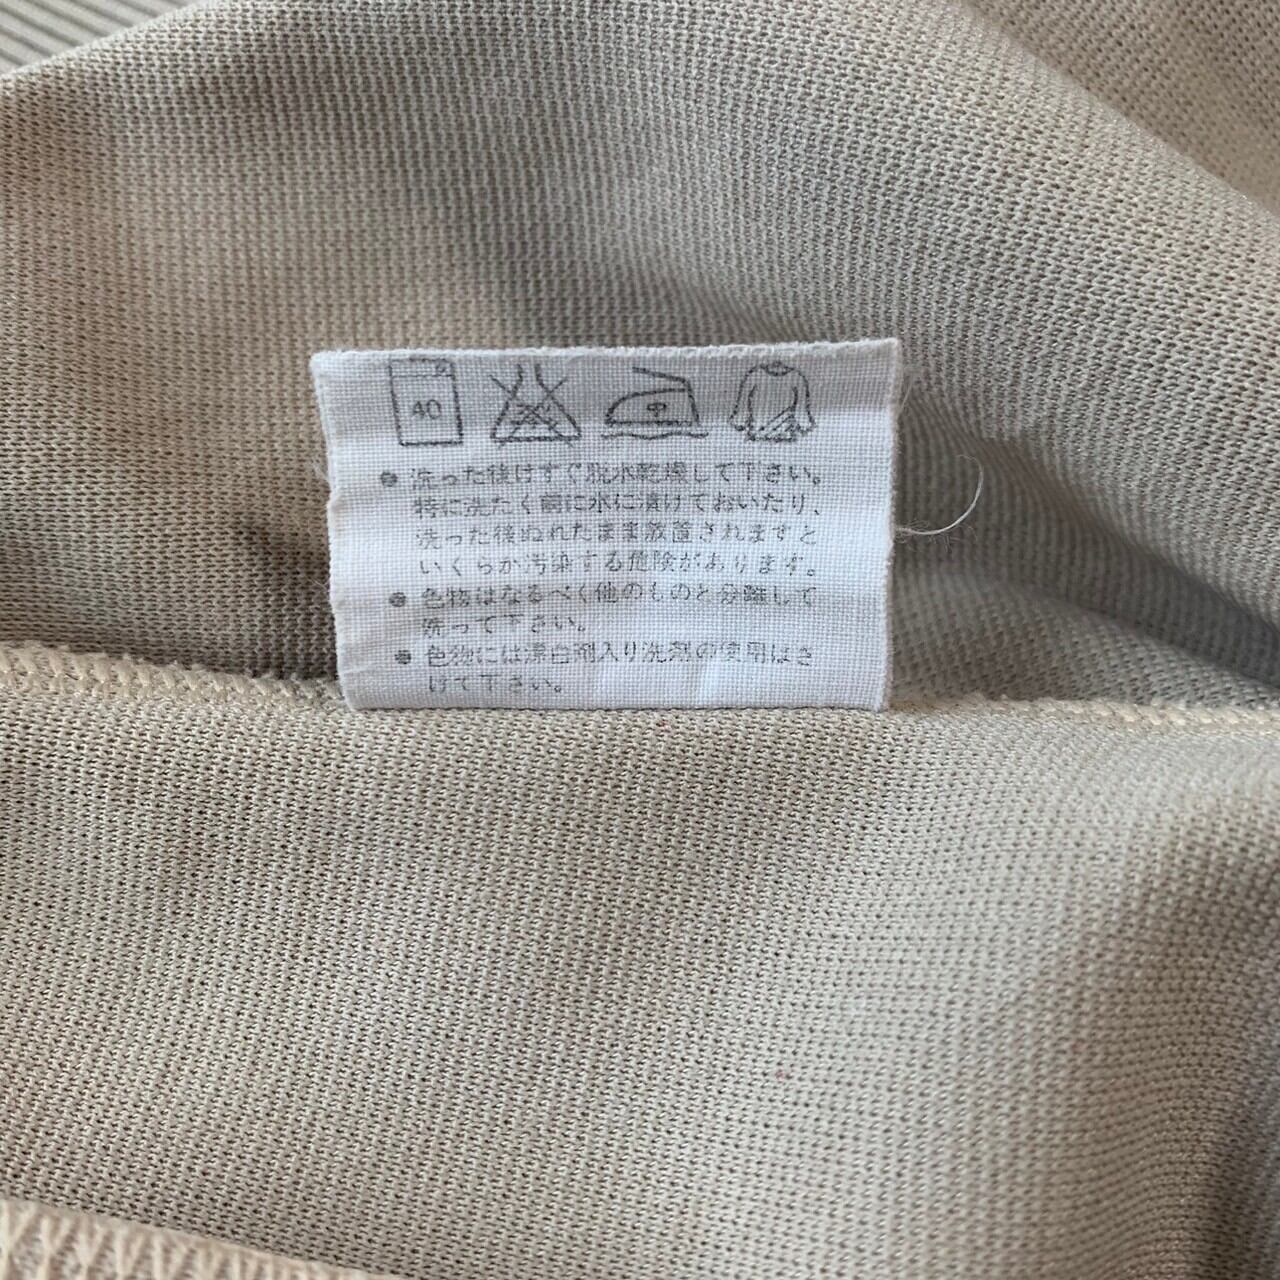 40
中
● 洗った後はすぐ脱水乾燥して下さい。
特に洗たく前に水に漬けておいたり、
洗った後ぬれたまま放置されますと
いくらか汚染する危険があります。
● 色物はなるべく他のものと分離して
洗って下さい。
● 色物には漂白剤入り洗剤の使用はさ
けて下さい。